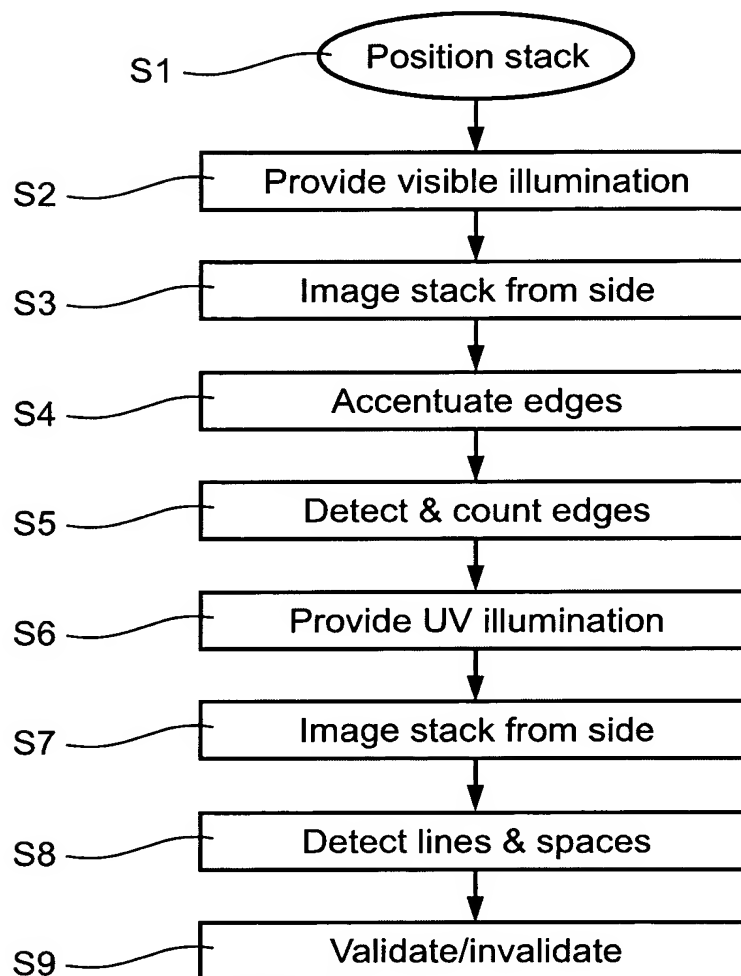 S1 Position stack
S2 Provide visible illumination
S3 Image stack from side
S4 Accentuate edges
S5 Detect & count edges
S6 Provide UV illumination
S7 Image stack from side
S8 Detect lines & spaces
S9 Validate/invalidate